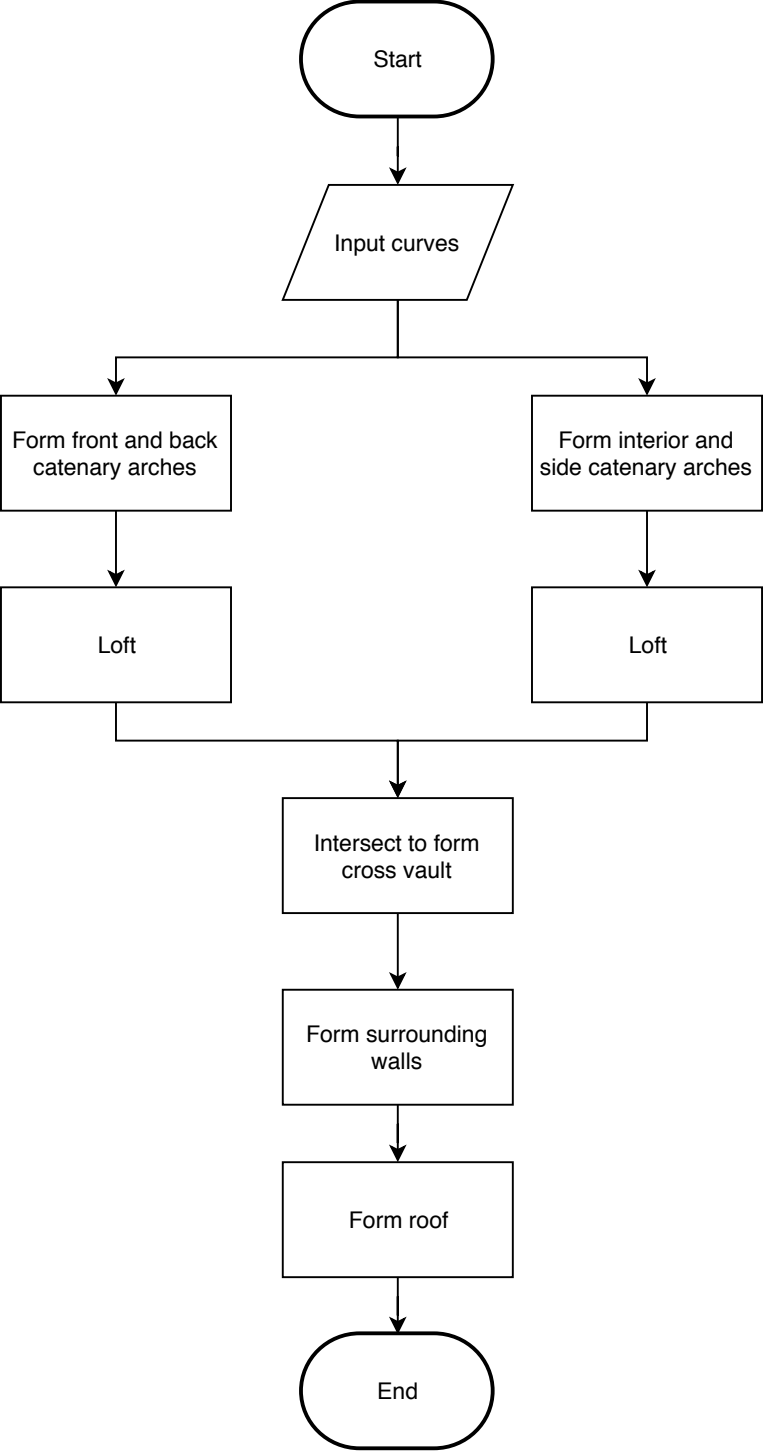 Start
Input curves
Form front and back
catenary arches
Form interior and
side catenary arches
Loft
Loft
Intersect to form
cross vault
Form surrounding
walls
Form roof
End